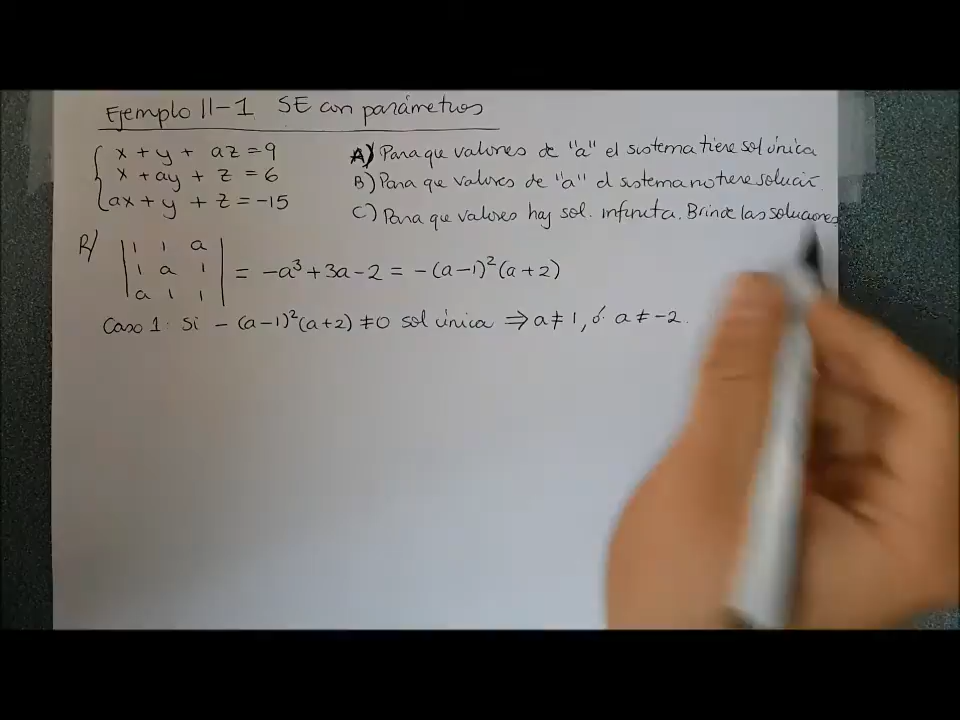 Ejemplo II-1 SE con parámetros
x + y + az = 9
x + ay + z = 6
ax + y + z = -15
A) Para que valores de "a" el sistema tiene sol única
B) Para que valores de "a" el sistema no tiene solución.
C) Para que valores hay sol. infinita. Brinde las soluciones
R/ | 1 1 a |
| 1 a 1 | = -a³ + 3a - 2 = -(a-1)²(a+2)
| a 1 1 |
Caso 1: Si -(a-1)²(a+2) ≠ 0 sol única ⇒ a ≠ 1, ó a ≠ -2.